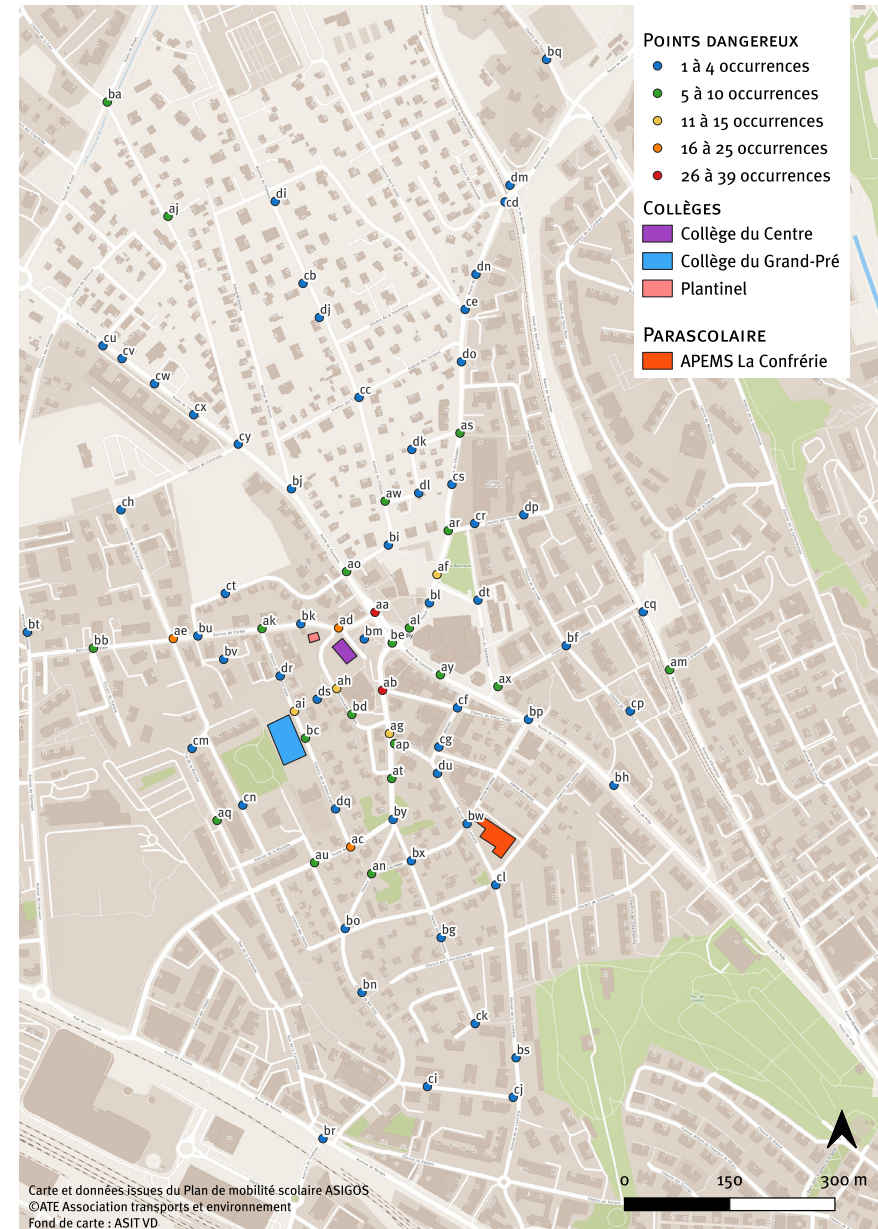 Points dangereux
1 à 4 occurrences
5 à 10 occurrences
11 à 15 occurrences
16 à 25 occurrences
26 à 39 occurrences
Collèges
Collège du Centre
Collège du Grand-Pré
Plantinel
Parascolaire
APEMS La Confrérie
bq
ba
dm
di
cd
aj
dn
cb
ce
dj
cu
cv
do
cw
cc
cx
as
cy
dk
bj
cs
dl
aw
ch
dp
cr
ar
bi
ao
af
ct
bl
dt
aa
cq
bk
ad
al
ak
bt
ae
bu
bm
be
bf
bb
bv
am
dr
ay
ah
ax
ab
ds
cf
ai
bd
cp
bp
ag
bc
ap
cg
cm
du
at
bh
cn
dq
aq
by
bw
ac
bx
au
an
cl
bo
bg
bn
ck
bs
ci
cj
br
0 150 300 m
Carte et données issues du Plan de mobilité scolaire ASIGOS
©ATE Association transports et environnement
Fond de carte : ASIT VD